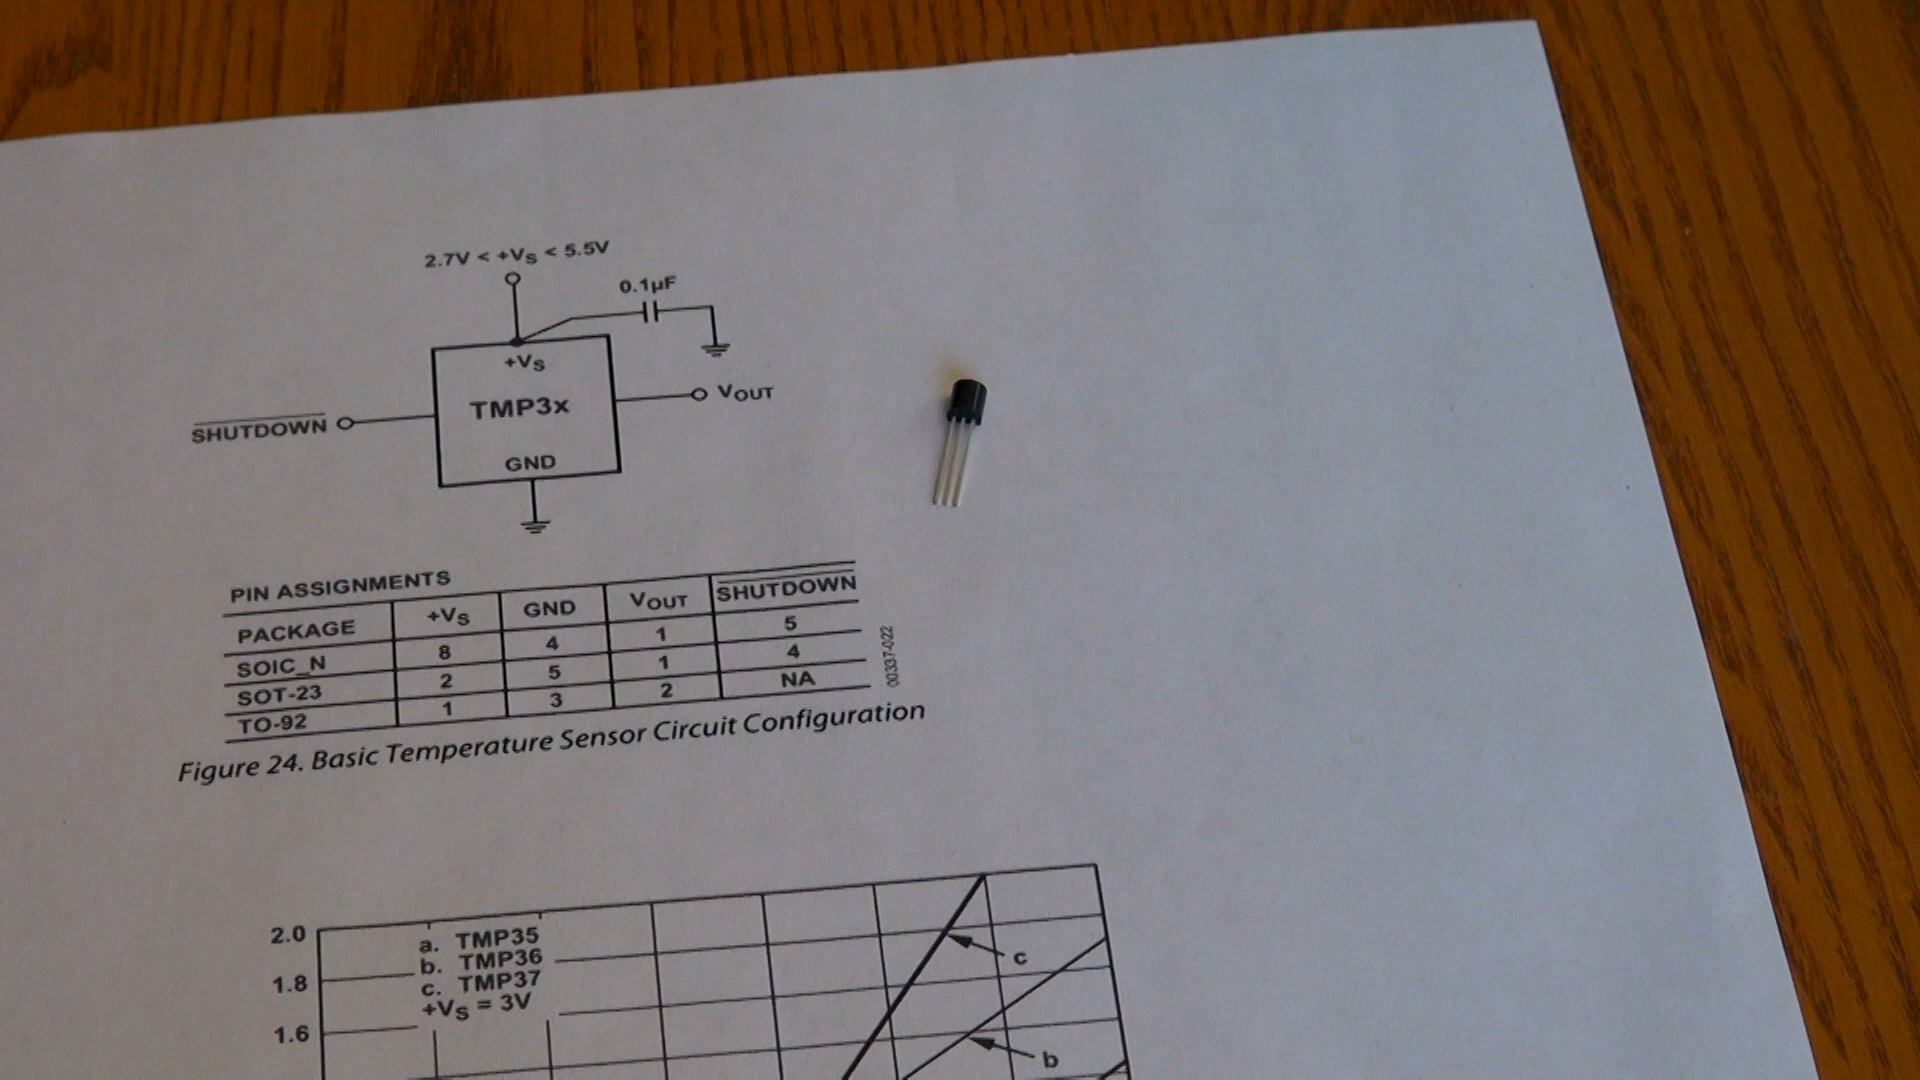 2.7V < +VS < 5.5V
0.1µF
+VS
TMP3x
VOUT
SHUTDOWN
GND
PIN ASSIGNMENTS
PACKAGE +VS GND VOUT SHUTDOWN
SOIC_N 8 4 1 5
SOT-23 2 5 1 4
TO-92 1 3 2 NA
00337-022
Figure 24. Basic Temperature Sensor Circuit Configuration
2.0
a. TMP35
b. TMP36
c. TMP37
+VS = 3V
1.8
1.6
c
b